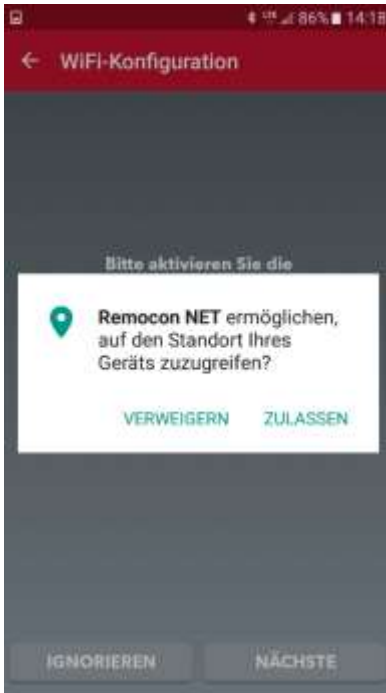 86% 14:18
WiFi-Konfiguration
Bitte aktivieren Sie die
Remocon NET ermöglichen,
auf den Standort Ihres
Geräts zuzugreifen?
VERWEIGERN ZULASSEN
IGNORIEREN NÄCHSTE